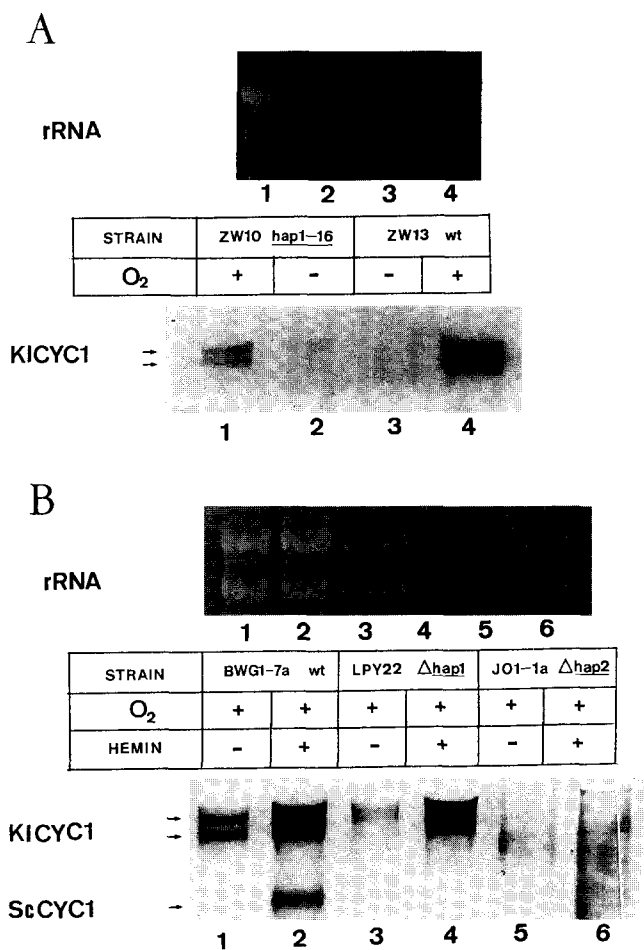 A
rRNA
1 2 3 4
STRAIN ZW10 hap1-16 ZW13 wt
O2 + - - +
KlCYC1
1 2 3 4
B
rRNA
1 2 3 4 5 6
STRAIN BWG1-7a wt LPY22 △hap1 JO1-1a △hap2
O2 + + + + + +
HEMIN - + - + - +
KlCYC1
ScCYC1
1 2 3 4 5 6